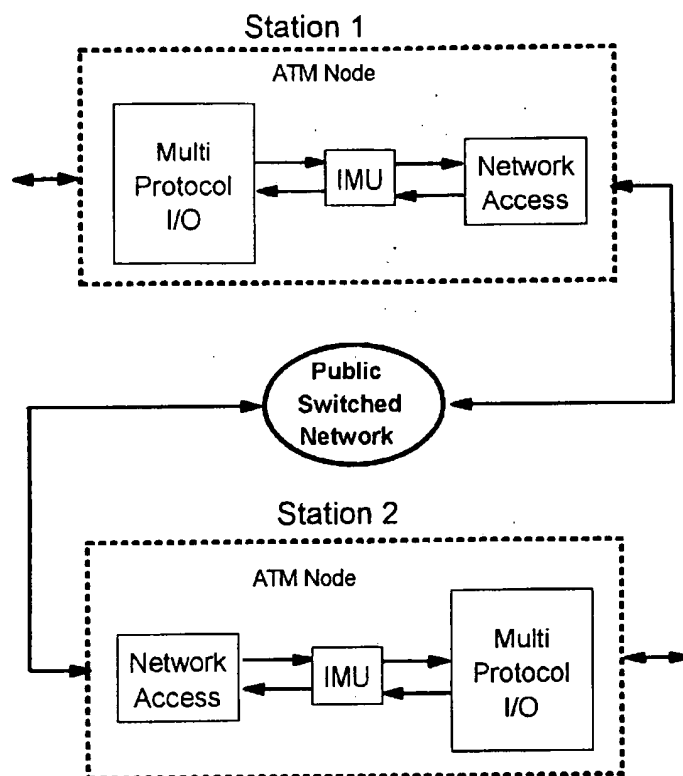 Station 1
ATM Node
Multi
Protocol
I/O
IMU
Network
Access
Public
Switched
Network
Station 2
ATM Node
Network
Access
IMU
Multi
Protocol
I/O